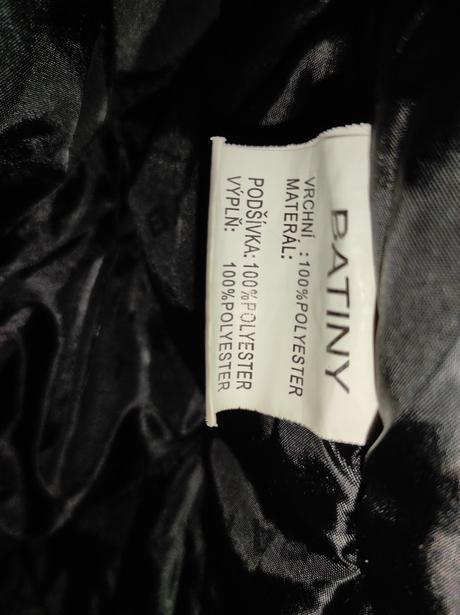 BATINY
VRCHNÍ :100%POLYESTER
MATERÁL:
PODŠÍVKA:100%POLYESTER
VÝPLŇ: 100%POLYESTER